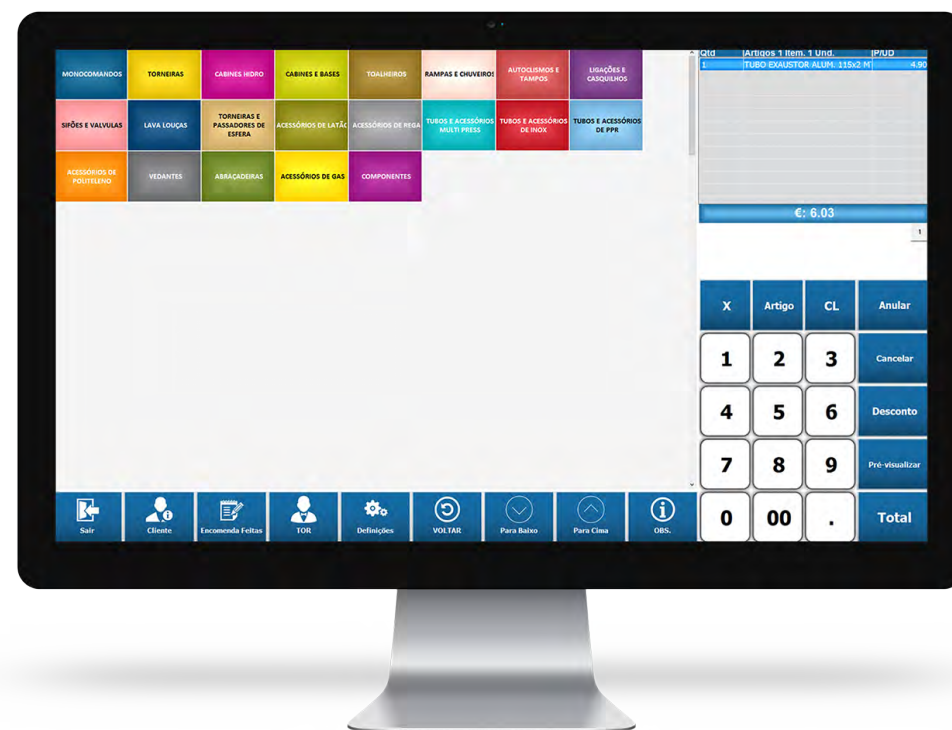 MONOCOMANDOS
TORNEIRAS
CABINES HIDRO
CABINES E BASES
TOALHEIROS
RAMPAS E CHUVEIROS
AUTOCLISMOS E
TAMPOS
LIGAÇÕES E
CASQUILHOS
SIFÕES E VALVULAS
LAVA LOUÇAS
TORNEIRAS E
PASSADORES DE
ESFERA
ACESSÓRIOS DE LATÃO
ACESSÓRIOS DE REGA
TUBOS E ACESSÓRIOS
MULTI PRESS
TUBOS E ACESSÓRIOS
DE INOX
TUBOS E ACESSÓRIOS
DE PPR
ACESSÓRIOS DE
POLITELENO
VEDANTES
ABRAÇADEIRAS
ACESSÓRIOS DE GAS
COMPONENTES
Qtd |Artigos 1 Item. 1 Und. |P/UD
1 TUBO EXAUSTOR ALUM. 115x2 MT 4.90
€: 6.03
1
X Artigo CL Anular
1 2 3 Cancelar
4 5 6 Desconto
7 8 9 Pré-visualizar
0 00 . Total
Sair
Cliente
Encomenda Feitas
TOR
Definições
VOLTAR
Para Baixo
Para Cima
OBS.